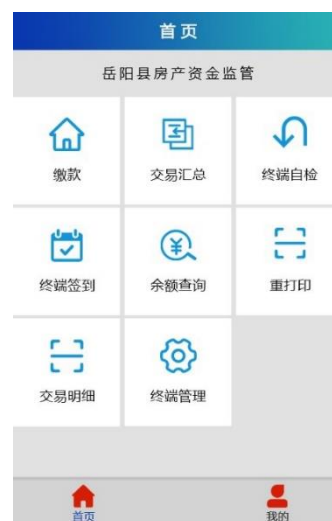 首页
岳阳县房产资金监管
缴款
交易汇总
终端自检
终端签到
余额查询
重打印
交易明细
终端管理
首页
我的